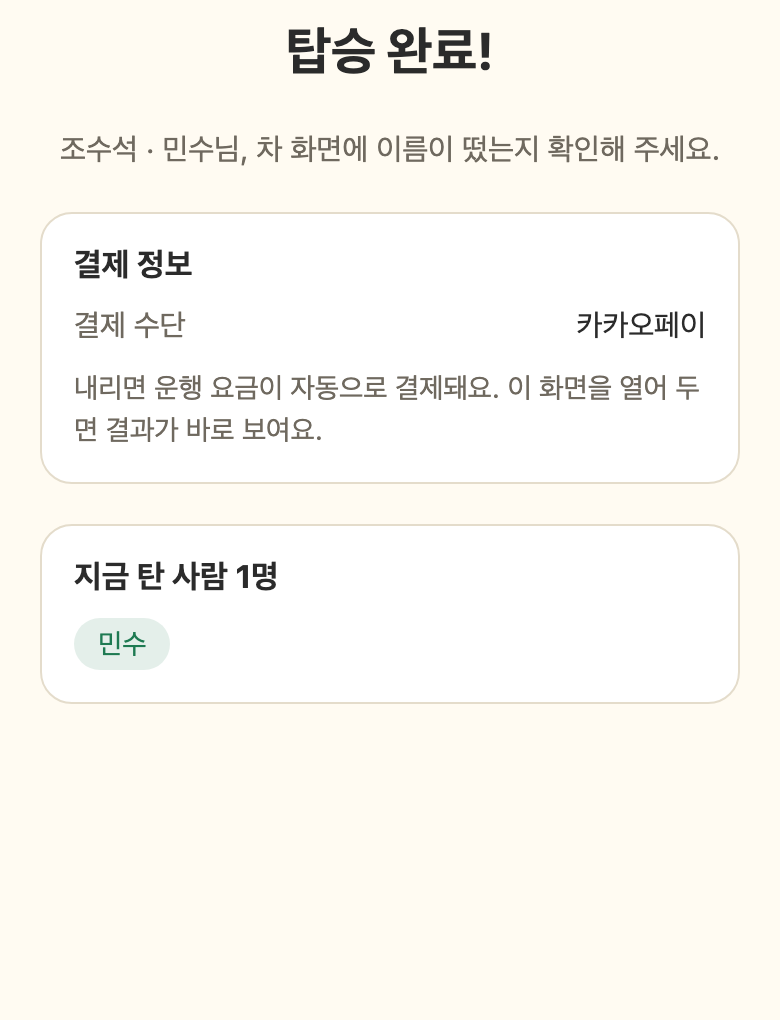 탑승 완료!
조수석 · 민수님, 차 화면에 이름이 떴는지 확인해 주세요.
결제 정보
결제 수단 카카오페이
내리면 운행 요금이 자동으로 결제돼요. 이 화면을 열어 두
면 결과가 바로 보여요.
지금 탄 사람 1명
민수